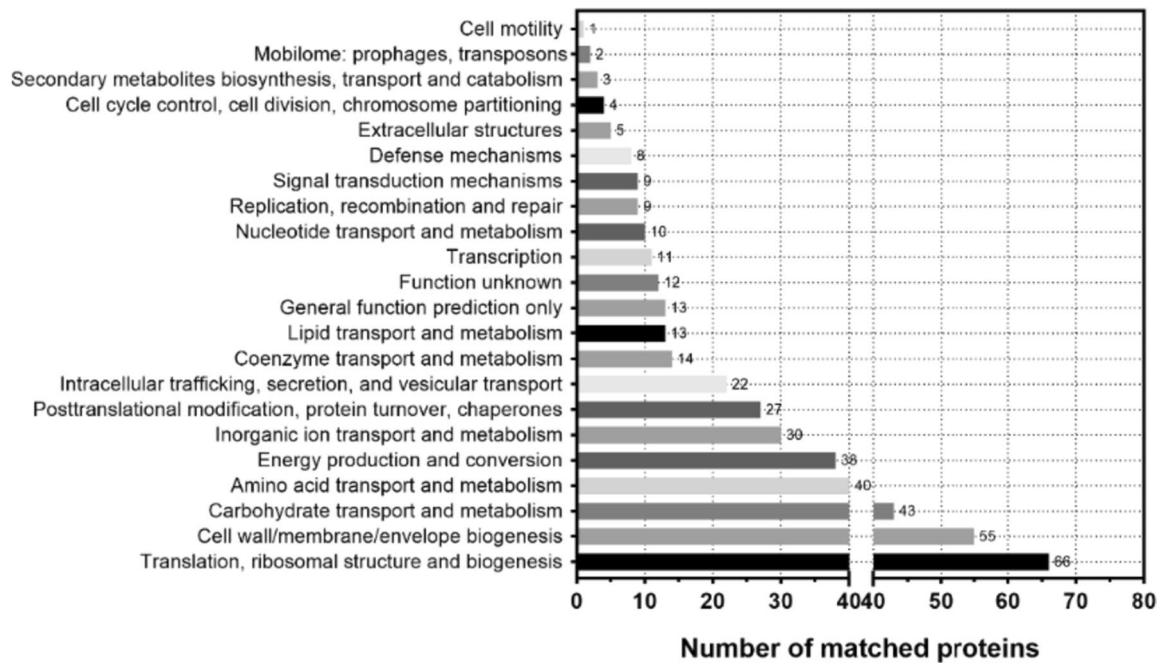 Cell motility 1
Mobilome: prophages, transposons 2
Secondary metabolites biosynthesis, transport and catabolism 3
Cell cycle control, cell division, chromosome partitioning 4
Extracellular structures 5
Defense mechanisms 8
Signal transduction mechanisms 9
Replication, recombination and repair 9
Nucleotide transport and metabolism 10
Transcription 11
Function unknown 12
General function prediction only 13
Lipid transport and metabolism 13
Coenzyme transport and metabolism 14
Intracellular trafficking, secretion, and vesicular transport 22
Posttranslational modification, protein turnover, chaperones 27
Inorganic ion transport and metabolism 30
Energy production and conversion 38
Amino acid transport and metabolism 40
Carbohydrate transport and metabolism 43
Cell wall/membrane/envelope biogenesis 55
Translation, ribosomal structure and biogenesis 66
0 10 20 30 40 40 50 60 70 80
Number of matched proteins